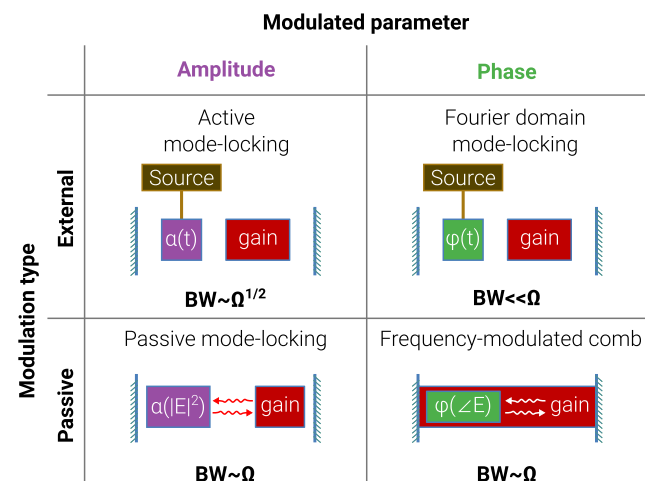 Modulated parameter
Amplitude
Phase
Modulation type
External
Active
mode-locking
Source
α(t)
gain
BW~Ω^1/2
Fourier domain
mode-locking
Source
φ(t)
gain
BW<<Ω
Passive
Passive mode-locking
α(|E|²)
gain
BW~Ω
Frequency-modulated comb
φ(∠E)
gain
BW~Ω